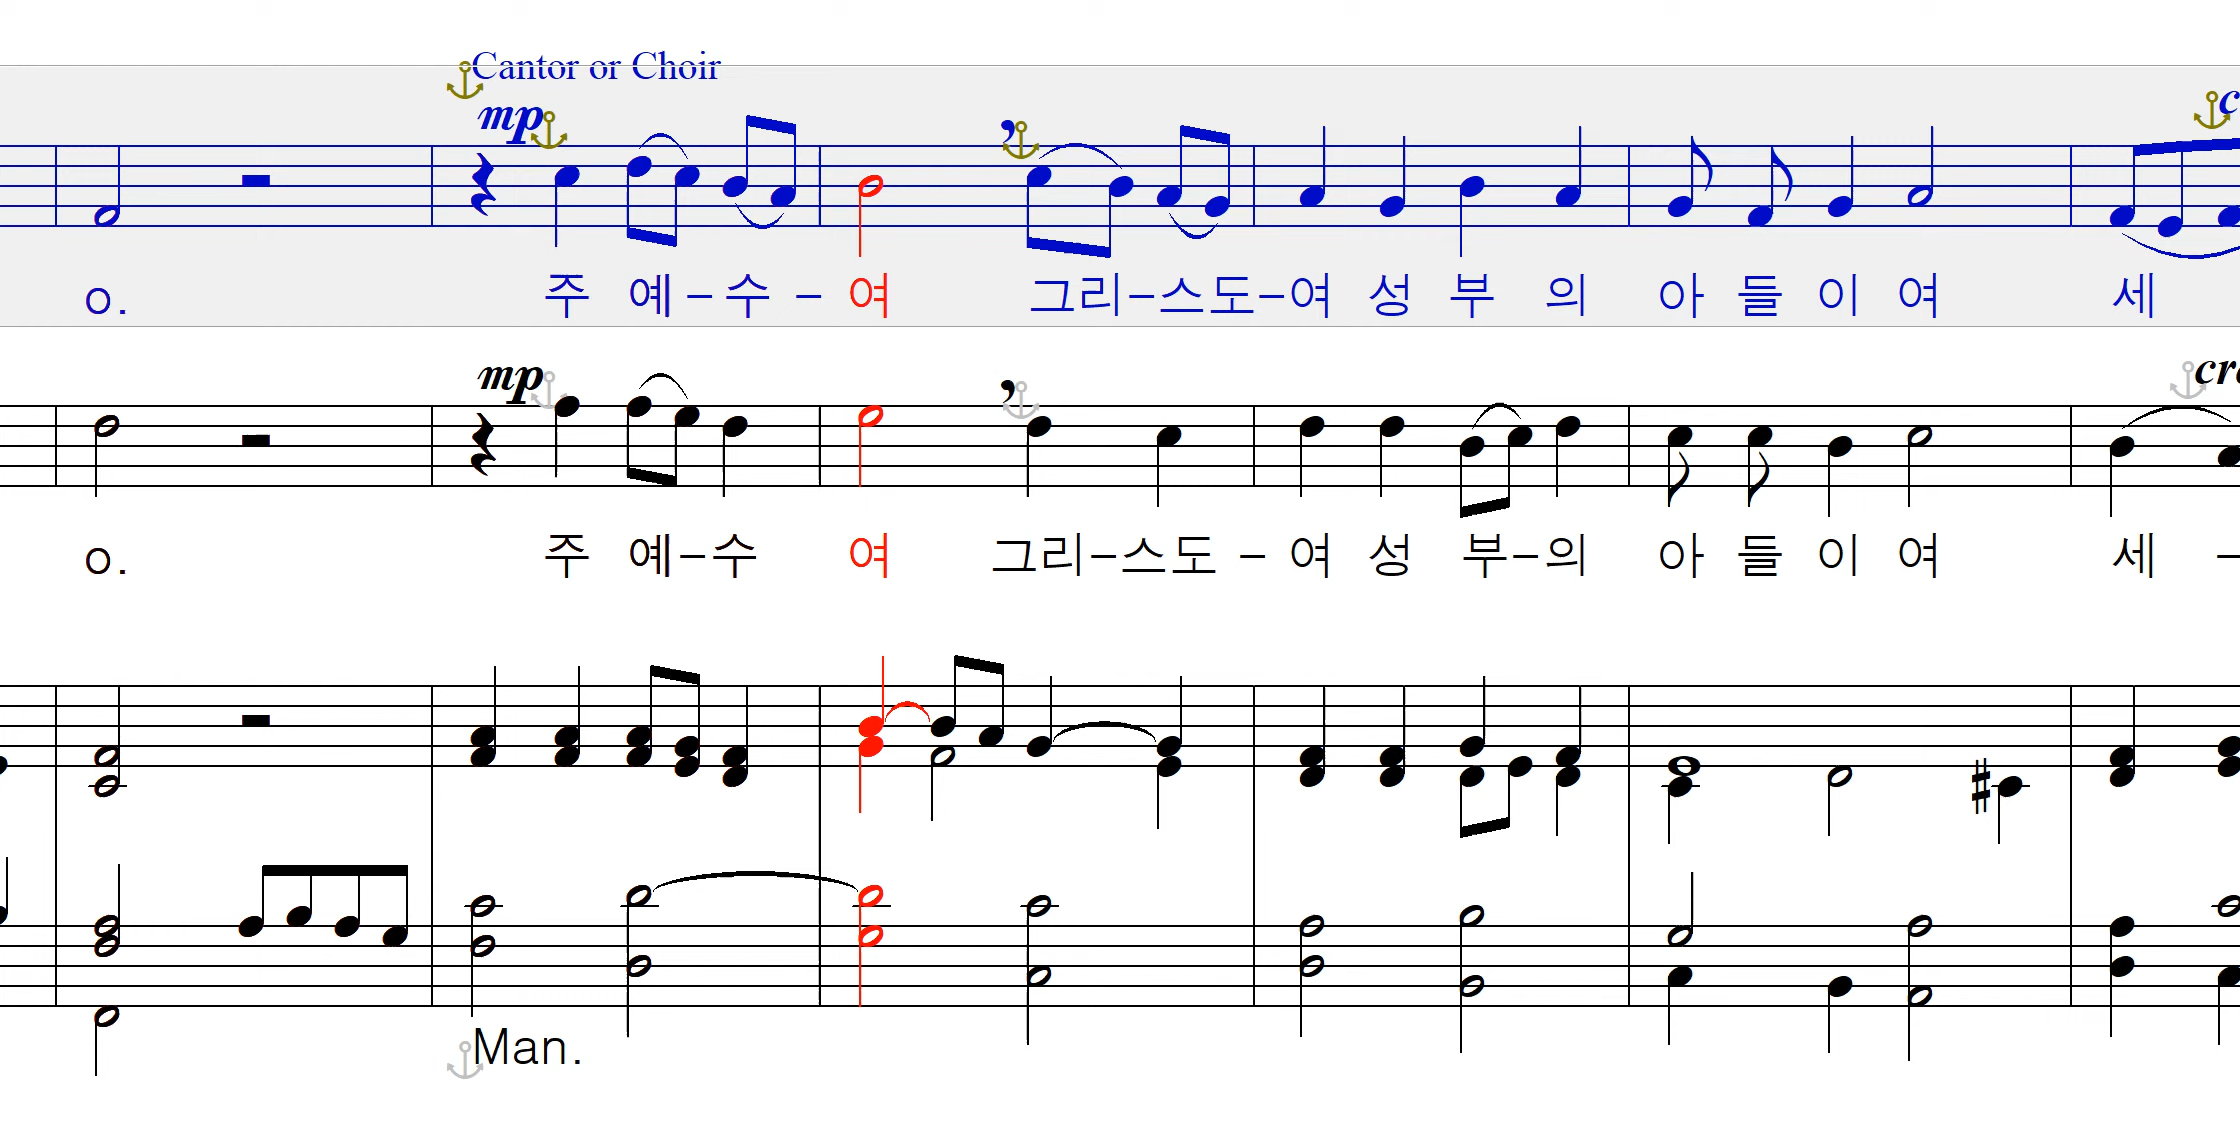 Cantor or Choir
mp
c
o. 주 예-수-여 그리-스도-여 성 부 의 아 들 이 여 세
mp
cre
o. 주 예-수 여 그리-스도-여 성 부-의 아 들 이 여 세-
Man.